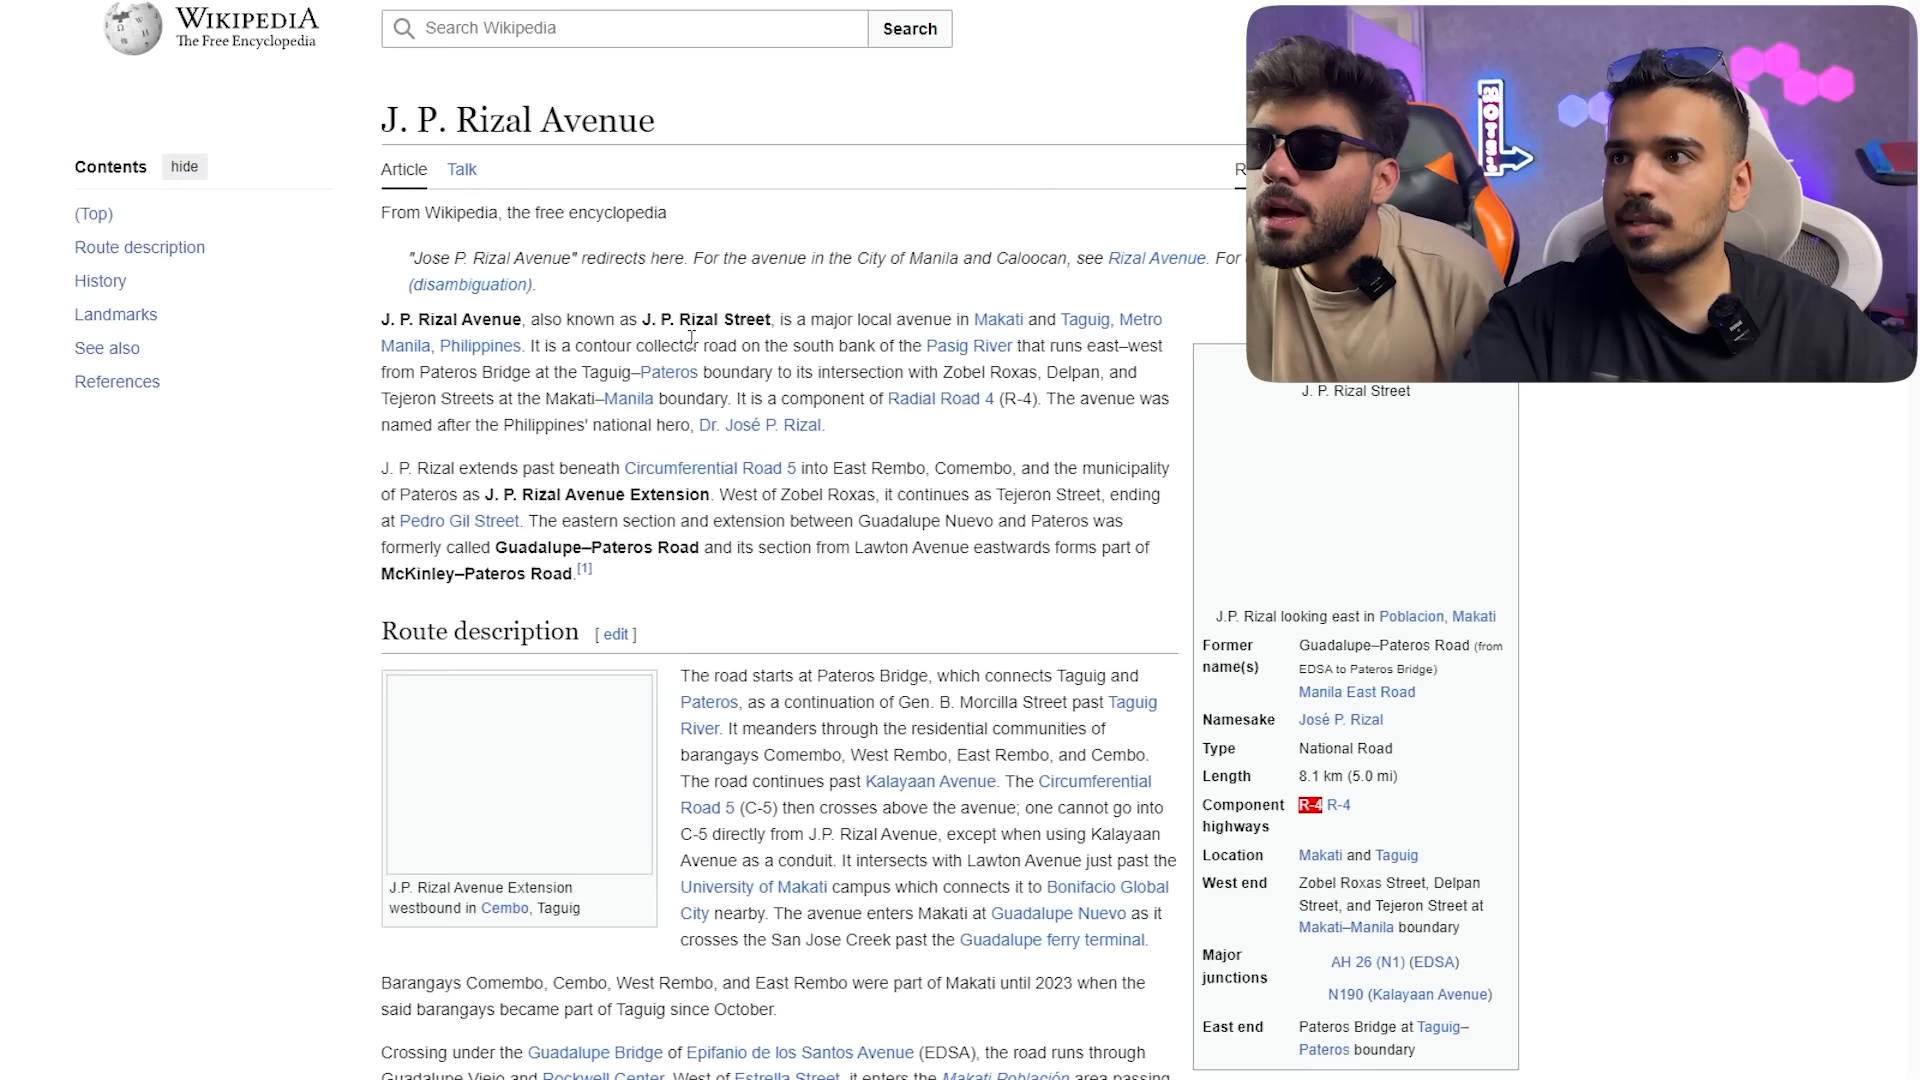 WIKIPEDIA
The Free Encyclopedia
Search Wikipedia
Search
Contents hide
(Top)
Route description
History
Landmarks
See also
References
J. P. Rizal Avenue
Article Talk
R
From Wikipedia, the free encyclopedia
"Jose P. Rizal Avenue" redirects here. For the avenue in the City of Manila and Caloocan, see Rizal Avenue. For
(disambiguation).
J. P. Rizal Avenue, also known as J. P. Rizal Street, is a major local avenue in Makati and Taguig, Metro
Manila, Philippines. It is a contour collector road on the south bank of the Pasig River that runs east–west
from Pateros Bridge at the Taguig–Pateros boundary to its intersection with Zobel Roxas, Delpan, and
Tejeron Streets at the Makati–Manila boundary. It is a component of Radial Road 4 (R-4). The avenue was
named after the Philippines' national hero, Dr. José P. Rizal.
J. P. Rizal extends past beneath Circumferential Road 5 into East Rembo, Comembo, and the municipality
of Pateros as J. P. Rizal Avenue Extension. West of Zobel Roxas, it continues as Tejeron Street, ending
at Pedro Gil Street. The eastern section and extension between Guadalupe Nuevo and Pateros was
formerly called Guadalupe–Pateros Road and its section from Lawton Avenue eastwards forms part of
McKinley–Pateros Road.[1]
Route description [ edit ]
J.P. Rizal Avenue Extension
westbound in Cembo, Taguig
The road starts at Pateros Bridge, which connects Taguig and
Pateros, as a continuation of Gen. B. Morcilla Street past Taguig
River. It meanders through the residential communities of
barangays Comembo, West Rembo, East Rembo, and Cembo.
The road continues past Kalayaan Avenue. The Circumferential
Road 5 (C-5) then crosses above the avenue; one cannot go into
C-5 directly from J.P. Rizal Avenue, except when using Kalayaan
Avenue as a conduit. It intersects with Lawton Avenue just past the
University of Makati campus which connects it to Bonifacio Global
City nearby. The avenue enters Makati at Guadalupe Nuevo as it
crosses the San Jose Creek past the Guadalupe ferry terminal.
Barangays Comembo, Cembo, West Rembo, and East Rembo were part of Makati until 2023 when the
said barangays became part of Taguig since October.
Crossing under the Guadalupe Bridge of Epifanio de los Santos Avenue (EDSA), the road runs through
Guadalupe Viejo and Rockwell Center. West of Estrella Street, it enters the Makati Población area passing
J. P. Rizal Street
J.P. Rizal looking east in Poblacion, Makati
Former name(s) Guadalupe–Pateros Road (from
EDSA to Pateros Bridge)
Manila East Road
Namesake José P. Rizal
Type National Road
Length 8.1 km (5.0 mi)
Component highways R-4 R-4
Location Makati and Taguig
West end Zobel Roxas Street, Delpan
Street, and Tejeron Street at
Makati–Manila boundary
Major junctions AH 26 (N1) (EDSA)
N190 (Kalayaan Avenue)
East end Pateros Bridge at Taguig–
Pateros boundary